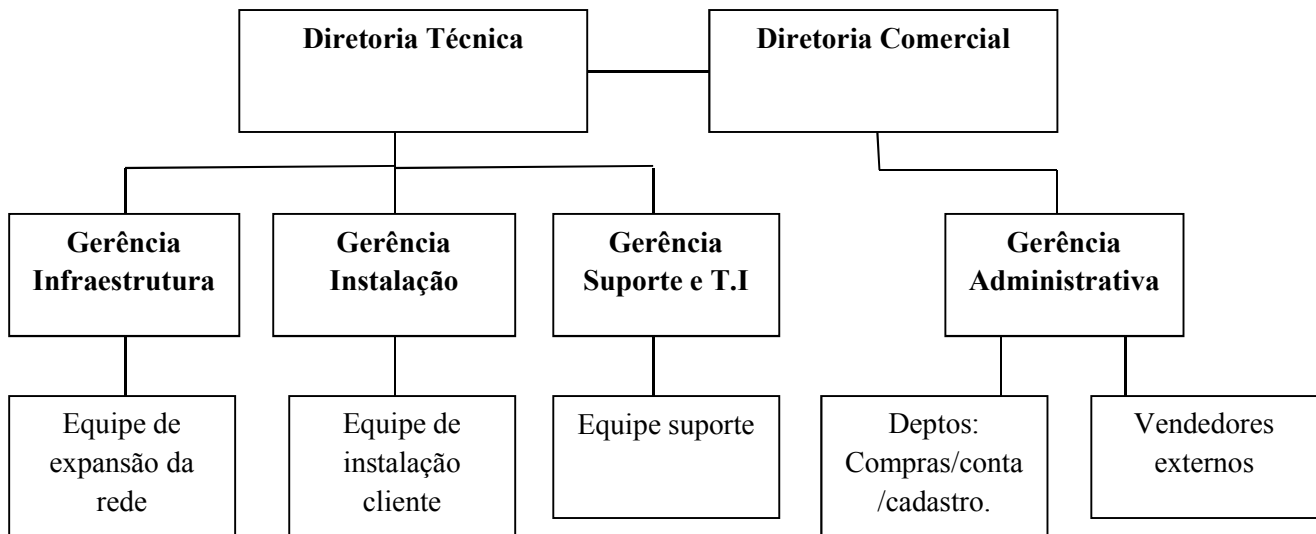 Diretoria Técnica
Diretoria Comercial
Gerência
Infraestrutura
Gerência
Instalação
Gerência
Suporte e T.I
Gerência
Administrativa
Equipe de
expansão da
rede
Equipe de
instalação
cliente
Equipe suporte
Deptos:
Compras/conta
/cadastro.
Vendedores
externos